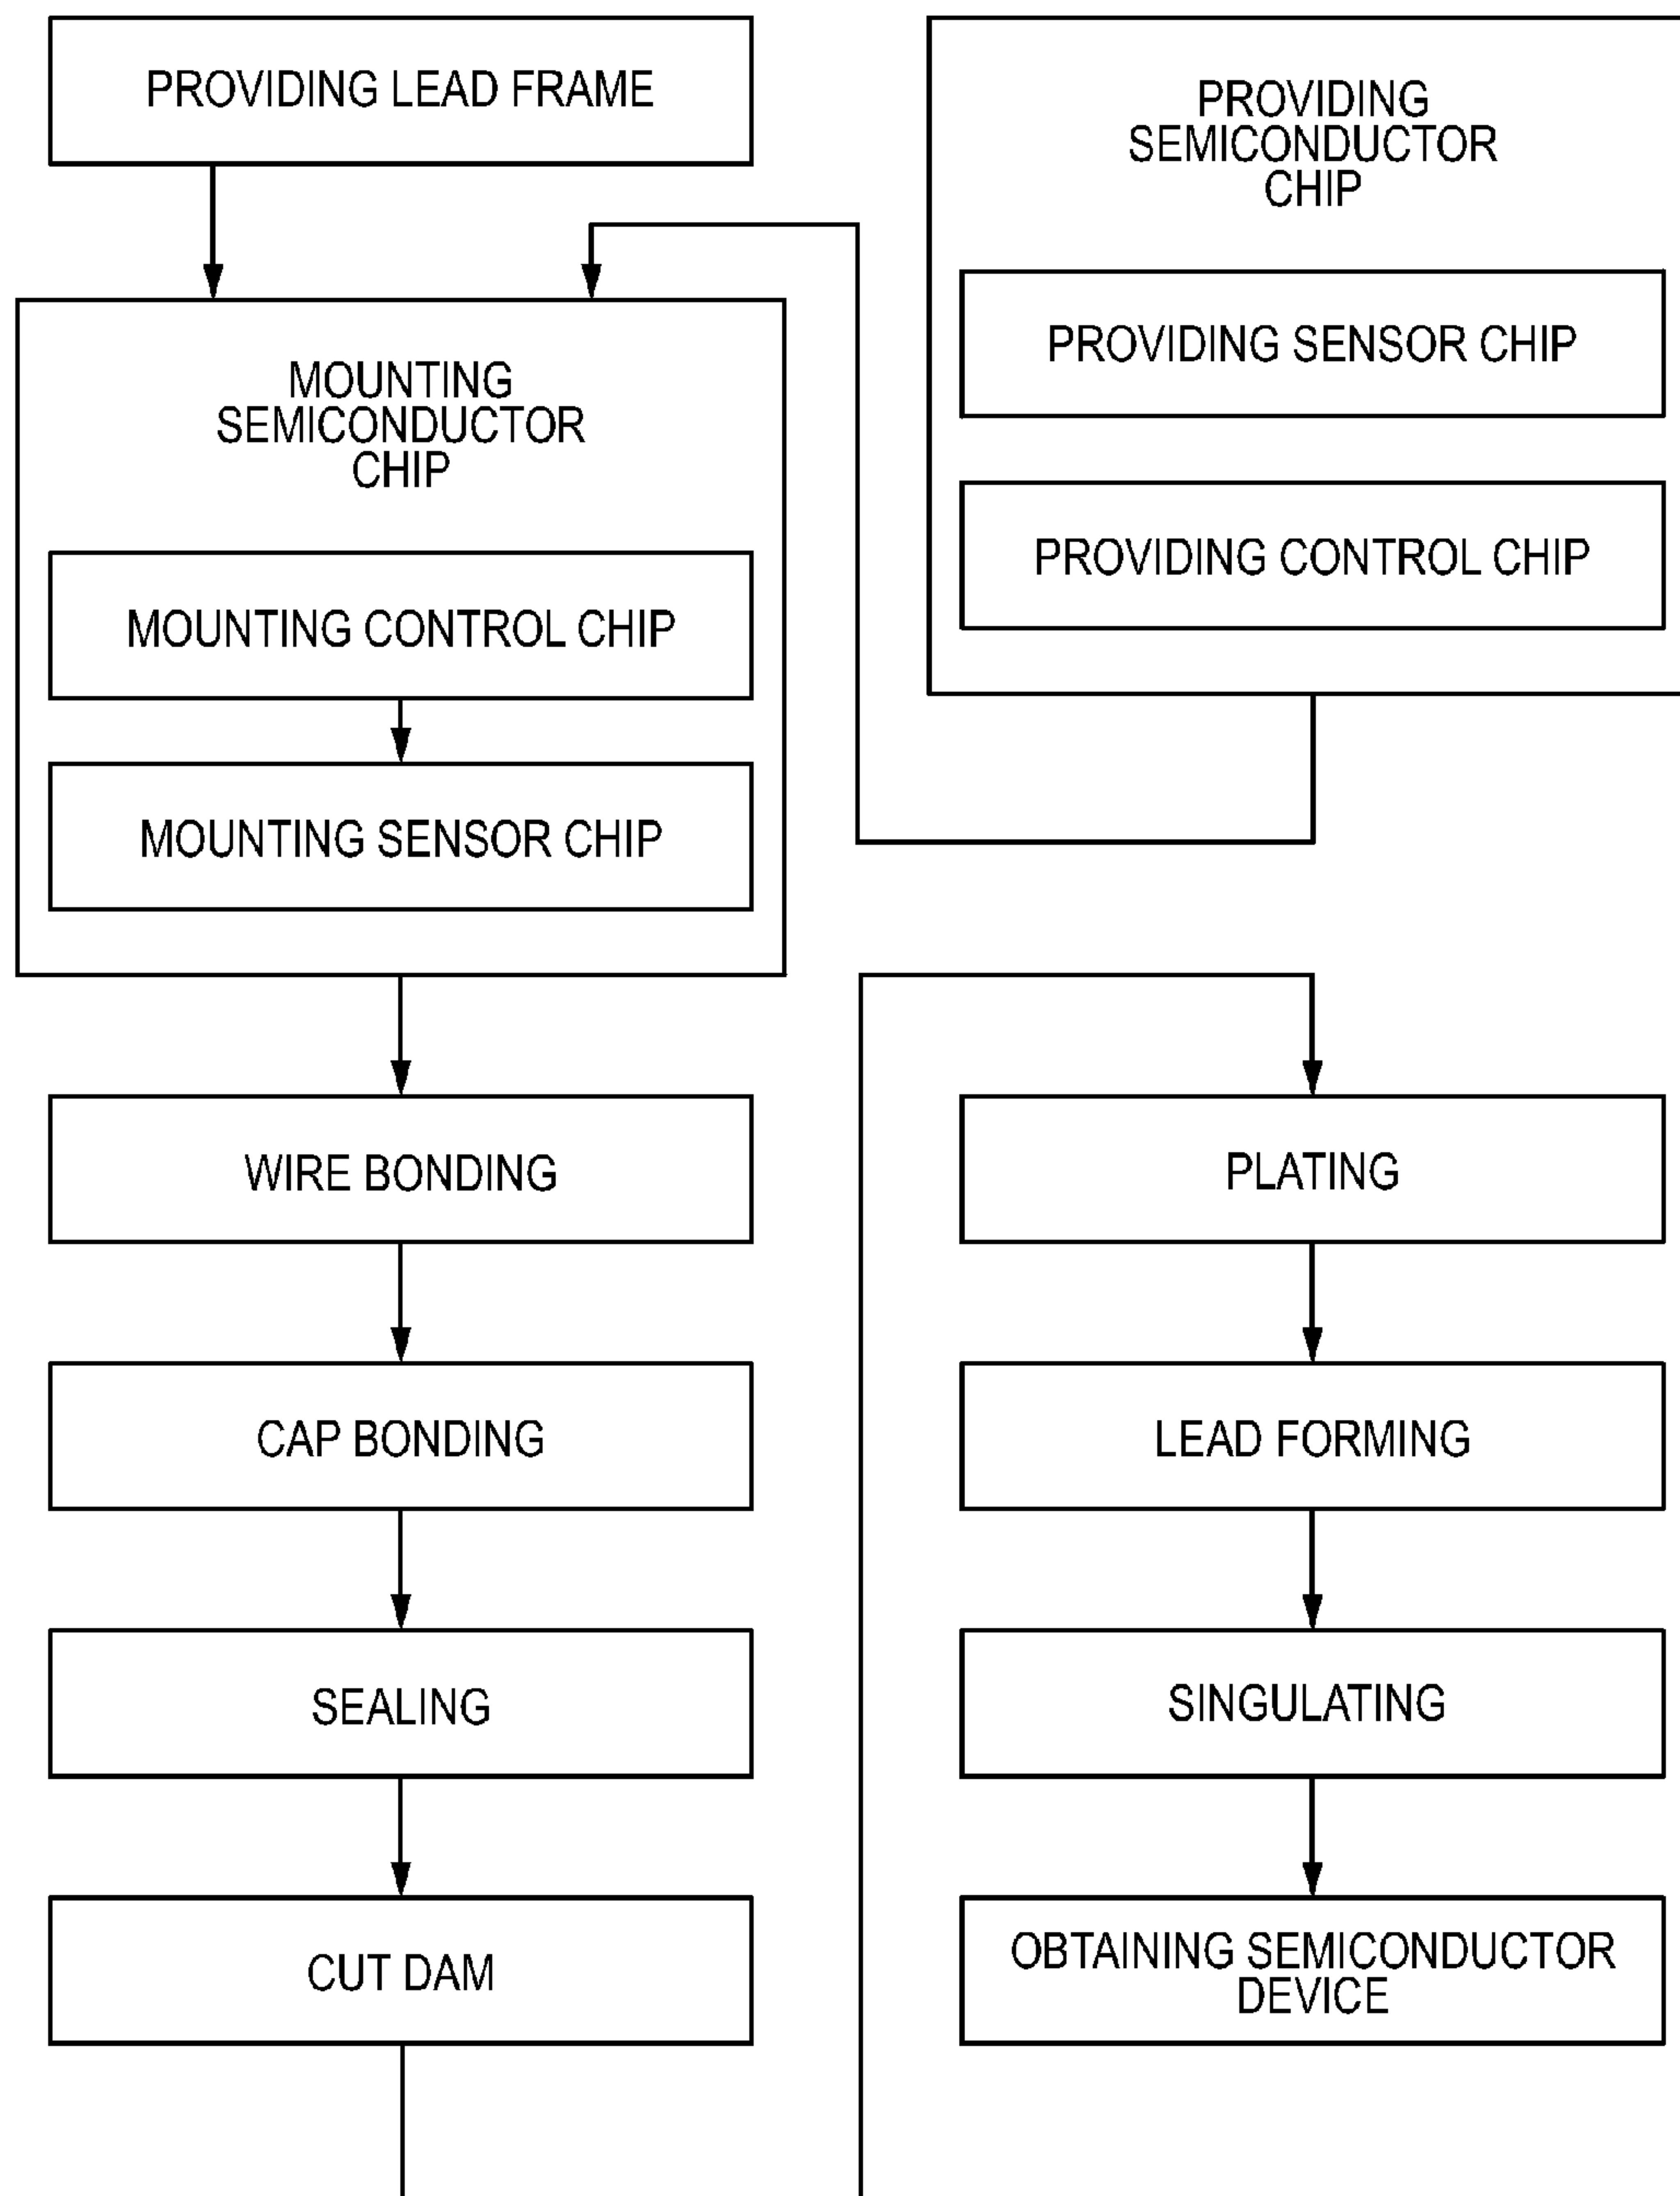 PROVIDING LEAD FRAME
PROVIDING
SEMICONDUCTOR
CHIP
PROVIDING SENSOR CHIP
PROVIDING CONTROL CHIP
MOUNTING
SEMICONDUCTOR
CHIP
MOUNTING CONTROL CHIP
MOUNTING SENSOR CHIP
WIRE BONDING
CAP BONDING
SEALING
CUT DAM
PLATING
LEAD FORMING
SINGULATING
OBTAINING SEMICONDUCTOR
DEVICE